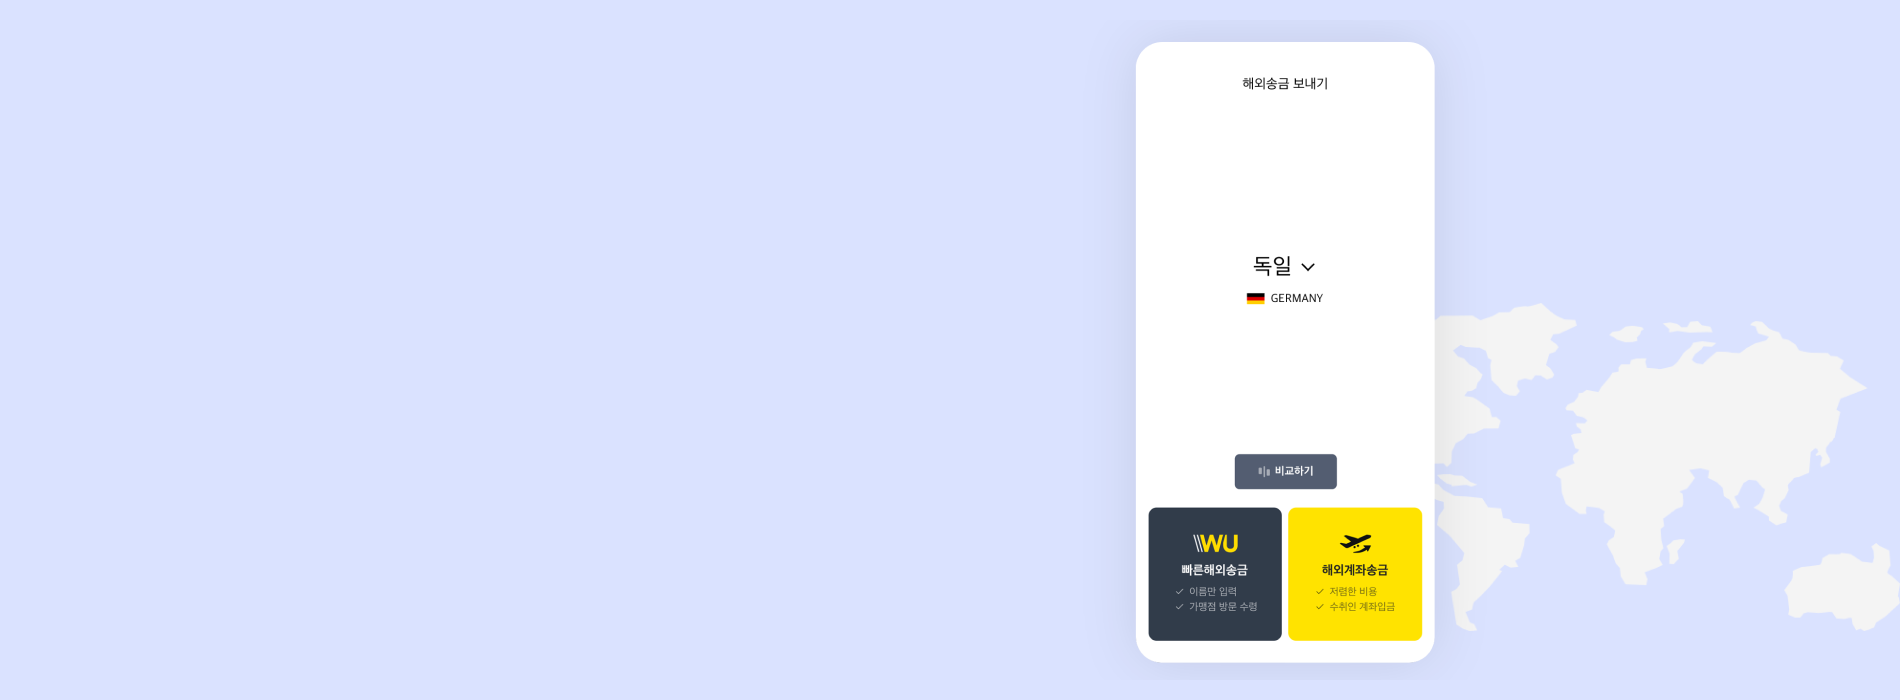 해외송금 보내기
독일
GERMANY
비교하기
WU
빠른해외송금
이름만 입력
가맹점 방문 수령
해외계좌송금
저렴한 비용
수취인 계좌입금